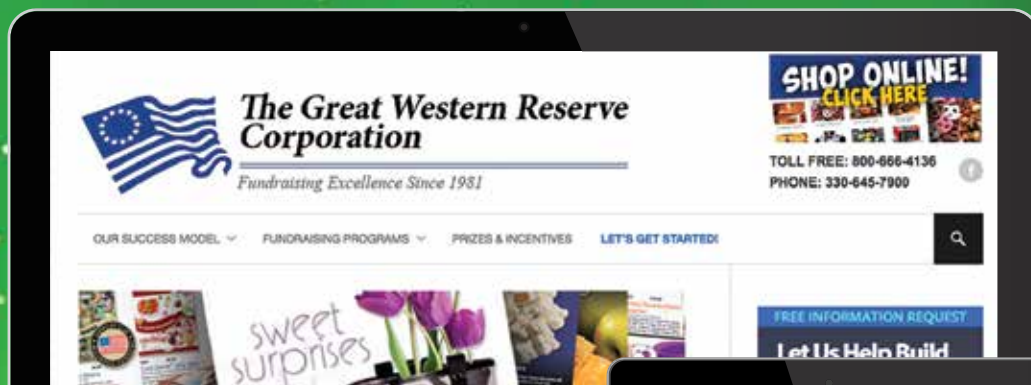 The Great Western Reserve
Corporation
Fundraising Excellence Since 1981
SHOP ONLINE!
CLICK HERE
TOLL FREE: 800-666-4136
PHONE: 330-645-7900
OUR SUCCESS MODEL
FUNDRAISING PROGRAMS
PRIZES & INCENTIVES
LET'S GET STARTED!
sweet
surprises
FREE INFORMATION REQUEST
Let Us Help Build